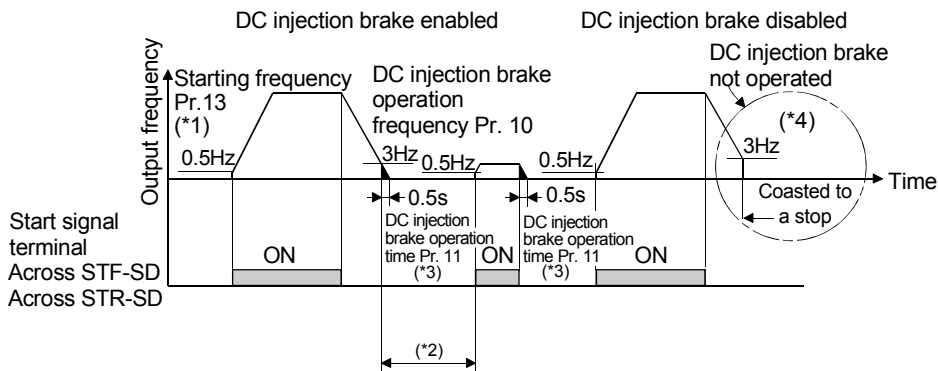 DC injection brake enabled
DC injection brake disabled
Output frequency
Starting frequency
Pr.13
(*1)
DC injection brake
operation
frequency Pr. 10
DC injection brake
not operated
(*4)
0.5Hz
3Hz
0.5Hz
0.5Hz
3Hz
Time
0.5s
0.5s
Coasted to
a stop
DC injection
brake operation
time Pr. 11
(*3)
DC injection
brake operation
time Pr. 11
(*3)
Start signal
terminal
Across STF-SD
Across STR-SD
ON
ON
ON
(*2)